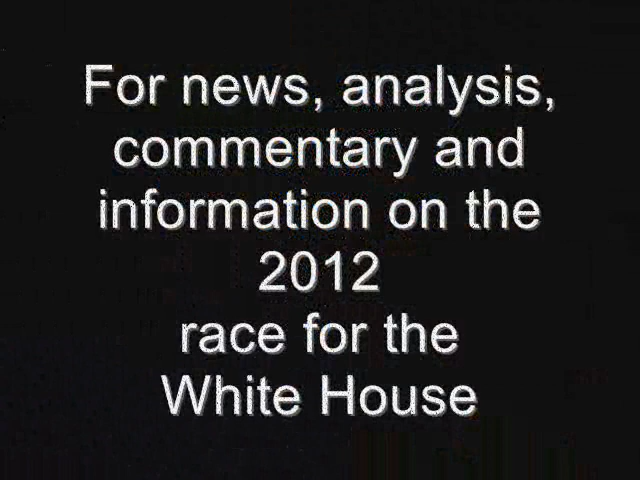 For news, analysis,
commentary and
information on the
2012
race for the
White House